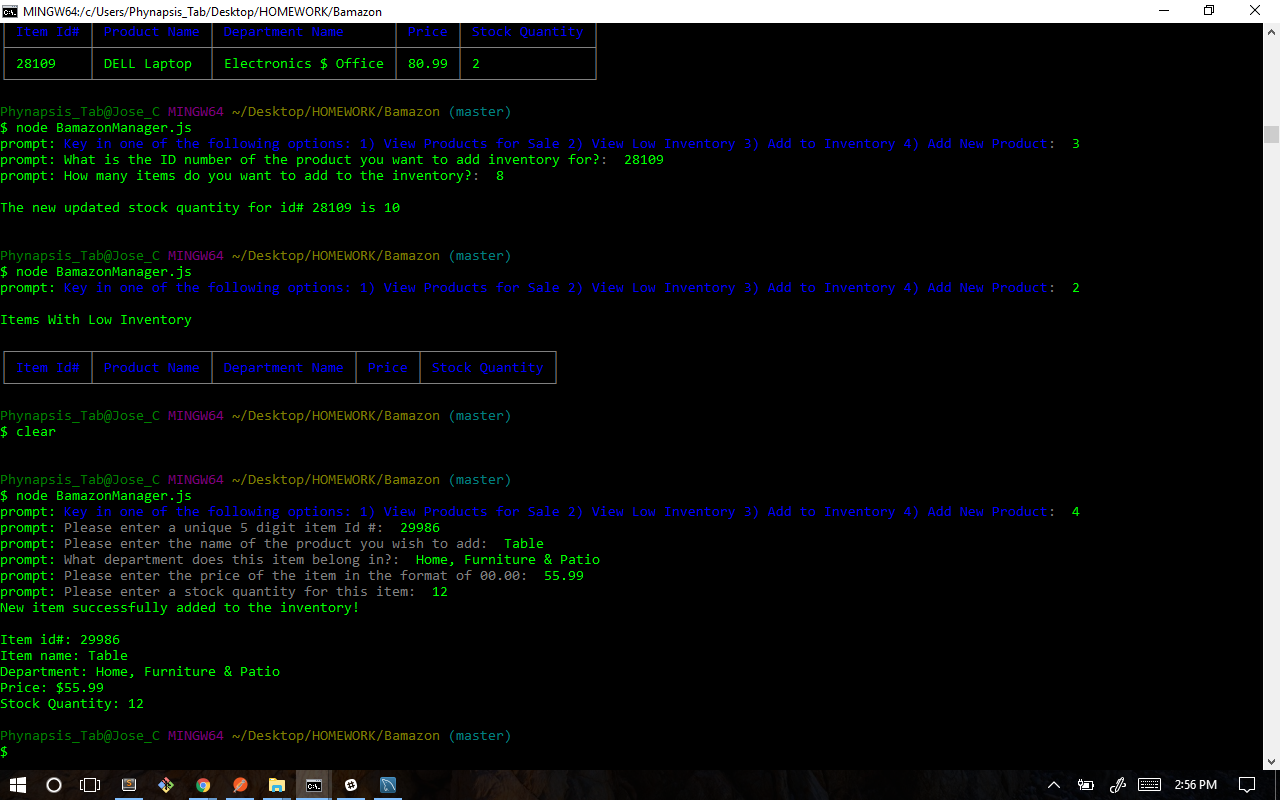 MINGW64:/c/Users/Phynapsis_Tab/Desktop/HOMEWORK/Bamazon
Item Id# Product Name Department Name Price Stock Quantity
28109 DELL Laptop Electronics $ Office 80.99 2
Phynapsis_Tab@Jose_C MINGW64 ~/Desktop/HOMEWORK/Bamazon (master)
$ node BamazonManager.js
prompt: Key in one of the following options: 1) View Products for Sale 2) View Low Inventory 3) Add to Inventory 4) Add New Product:  3
prompt: What is the ID number of the product you want to add inventory for?:  28109
prompt: How many items do you want to add to the inventory?:  8
The new updated stock quantity for id# 28109 is 10
Phynapsis_Tab@Jose_C MINGW64 ~/Desktop/HOMEWORK/Bamazon (master)
$ node BamazonManager.js
prompt: Key in one of the following options: 1) View Products for Sale 2) View Low Inventory 3) Add to Inventory 4) Add New Product:  2
Items With Low Inventory
Item Id# Product Name Department Name Price Stock Quantity
Phynapsis_Tab@Jose_C MINGW64 ~/Desktop/HOMEWORK/Bamazon (master)
$ clear
Phynapsis_Tab@Jose_C MINGW64 ~/Desktop/HOMEWORK/Bamazon (master)
$ node BamazonManager.js
prompt: Key in one of the following options: 1) View Products for Sale 2) View Low Inventory 3) Add to Inventory 4) Add New Product:  4
prompt: Please enter a unique 5 digit item Id #:  29986
prompt: Please enter the name of the product you wish to add:  Table
prompt: What department does this item belong in?:  Home, Furniture & Patio
prompt: Please enter the price of the item in the format of 00.00:  55.99
prompt: Please enter a stock quantity for this item:  12
New item successfully added to the inventory!
Item id#: 29986
Item name: Table
Department: Home, Furniture & Patio
Price: $55.99
Stock Quantity: 12
Phynapsis_Tab@Jose_C MINGW64 ~/Desktop/HOMEWORK/Bamazon (master)
$
2:56 PM